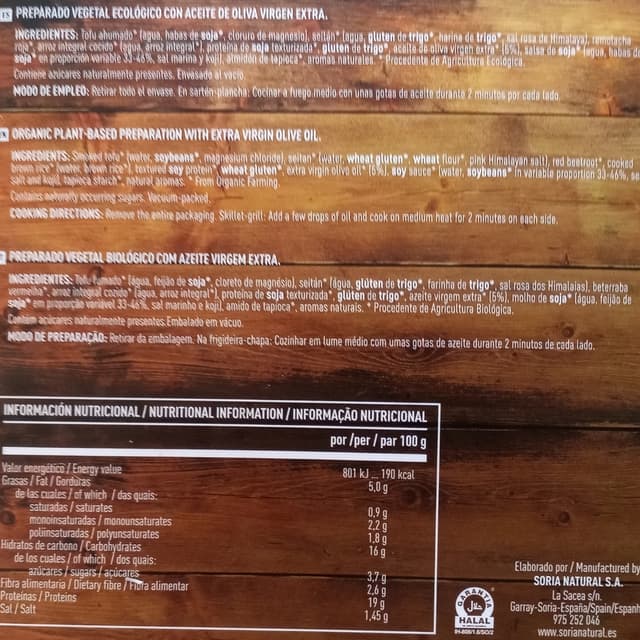 ES PREPARADO VEGETAL ECOLÓGICO CON ACEITE DE OLIVA VIRGEN EXTRA.
INGREDIENTES: Tofu ahumado* (agua, habas de soja*, cloruro de magnesio), seitán* (agua, gluten de trigo*, harina de trigo*, sal rosa de Himalaya), remolacha
roja*, arroz integral cocido* (agua, arroz integral*), proteína de soja texturizada*, gluten de trigo*, aceite de oliva virgen extra* (5%), salsa de soja* (agua, habas de
soja* en proporción variable 33-46%, sal marina y koji), almidón de tapioca*, aromas naturales. * Procedente de Agricultura Ecológica.
Contiene azúcares naturalmente presentes. Envasado al vacío.
MODO DE EMPLEO: Retirar todo el envase. En sartén-plancha: Cocinar a fuego medio con unas gotas de aceite durante 2 minutos por cada lado.
ORGANIC PLANT-BASED PREPARATION WITH EXTRA VIRGIN OLIVE OIL.
INGREDIENTS: Smoked tofu* (water, soybeans*, magnesium chloride), seitan* (water, wheat gluten*, wheat flour*, pink Himalayan salt), red beetroot*, cooked
brown rice* (water, brown rice*), textured soy protein*, wheat gluten*, extra virgin olive oil* (5%), soy sauce* (water, soybeans* in variable proportion 33-46%, sea
salt and koji), tapioca starch*, natural aromas. * From Organic Farming.
Contains naturally occurring sugars. Vacuum-packed.
COOKING DIRECTIONS: Remove the entire packaging. Skillet-grill: Add a few drops of oil and cook on medium heat for 2 minutes on each side.
PREPARADO VEGETAL BIOLÓGICO COM AZEITE VIRGEM EXTRA.
INGREDIENTES: Tofu fumado* (água, feijão de soja*, cloreto de magnésio), seitán* (água, glúten de trigo*, farinha de trigo*, sal rosa dos Himalaias), beterraba
vermelha*, arroz integral cocido* (água, arroz integral*), proteína de soja texturizada*, glúten de trigo*, azeite virgem extra* (5%), molho de soja* (água, feijão de
soja* em proporção variável 33-46%, sal marinho e koji), amido de tapioca*, aromas naturais. * Procedente de Agricultura Biológica.
Contém açúcares naturalmente presentes. Embalado em vácuo.
MODO DE PREPARAÇÃO: Retirar da embalagem. Na frigideira-chapa: Cozinhar em lume médio com umas gotas de azeite durante 2 minutos de cada lado.
INFORMACIÓN NUTRICIONAL / NUTRITIONAL INFORMATION / INFORMAÇÃO NUTRICIONAL
por /per / par 100 g
Valor energético / Energy value 801 kJ ... 190 kcal
Grasas / Fat / Gorduras 5,0 g
de las cuales / of which / das quais:
saturadas / saturates 0,9 g
monoinsaturadas / monounsaturates 2,2 g
poliinsaturadas / polyunsaturates 1,8 g
Hidratos de carbono / Carbohydrates 16 g
de los cuales / of which / dos quais:
azúcares / sugars / açúcares 3,7 g
Fibra alimentaria / Dietary fibre / Fibra alimentar 2,6 g
Proteínas / Proteins 19 g
Sal / Salt 1,45 g
GARANTÍA
HALAL
Elaborado por / Manufactured by
SORIA NATURAL S.A.
La Sacea s/n.
Garray-Soria-España/Spain/Espanh
975 252 046
www.sorianatural.es